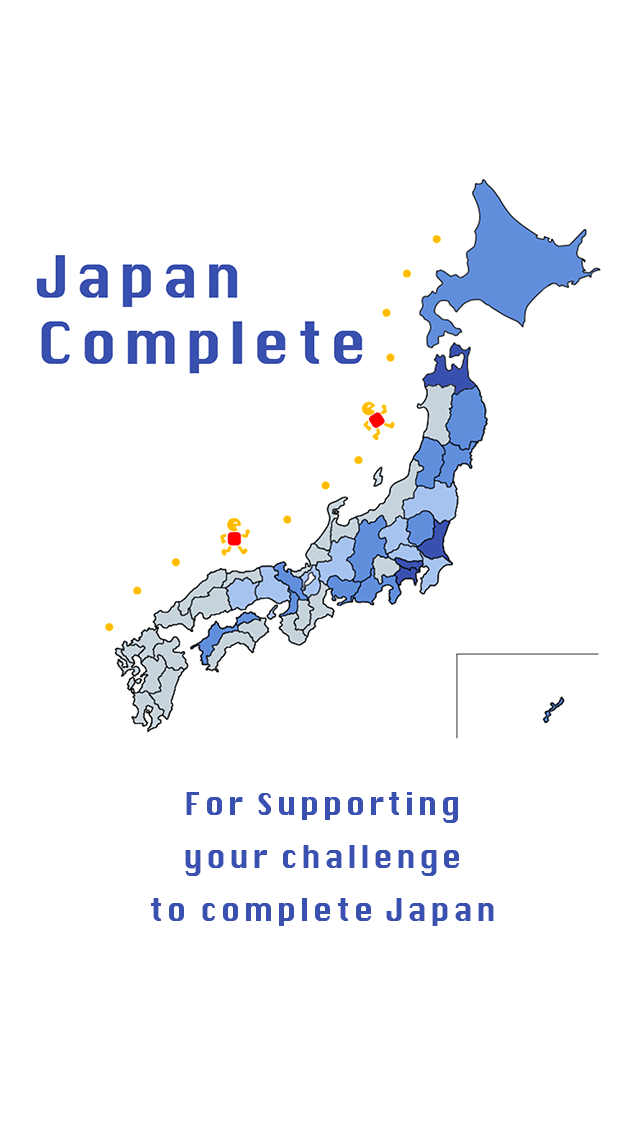 Japan
Complete
For Supporting
your challenge
to complete Japan